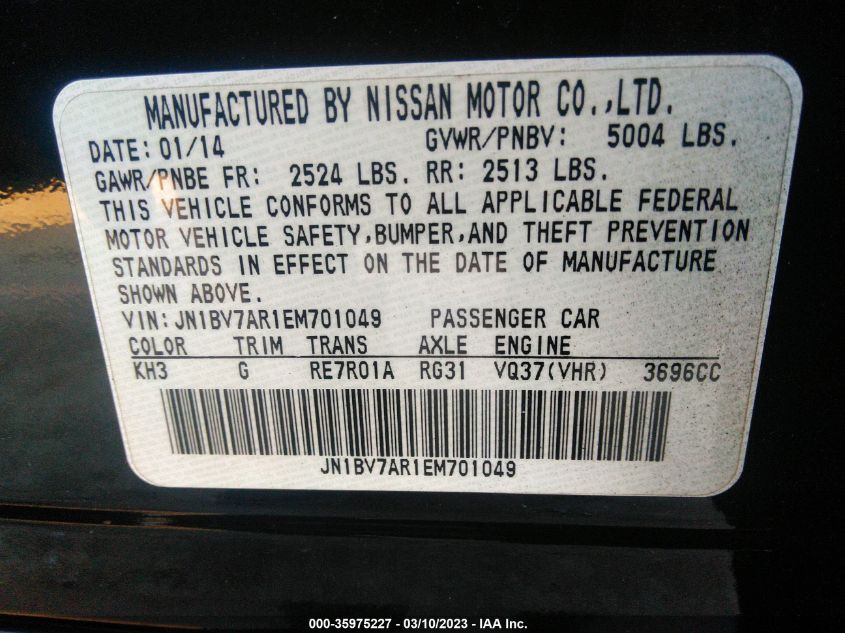 MANUFACTURED BY NISSAN MOTOR CO.,LTD.
DATE: 01/14 GVWR/PNBV: 5004 LBS.
GAWR/PNBE FR: 2524 LBS. RR: 2513 LBS.
THIS VEHICLE CONFORMS TO ALL APPLICABLE FEDERAL
MOTOR VEHICLE SAFETY,BUMPER,AND THEFT PREVENTION
STANDARDS IN EFFECT ON THE DATE OF MANUFACTURE
SHOWN ABOVE.
VIN:JN1BV7AR1EM701049 PASSENGER CAR
COLOR TRIM TRANS AXLE ENGINE
KH3 G RE7R01A RG31 VQ37(VHR) 3696CC
JN1BV7AR1EM701049
000-35975227 — 03/10/2023 — IAA Inc.